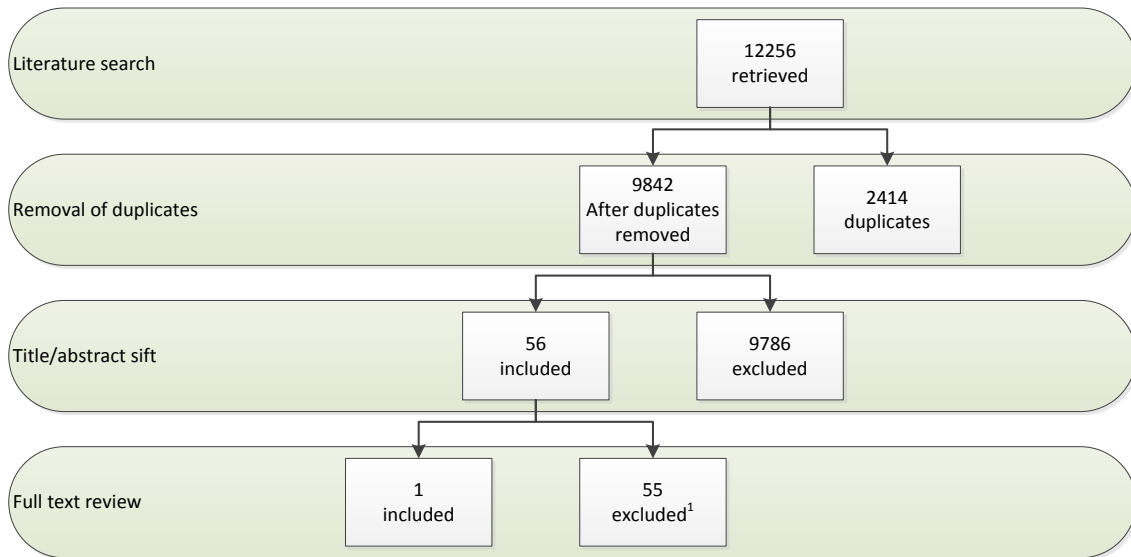 Literature search
12256
retrieved
Removal of duplicates
9842
After duplicates
removed
2414
duplicates
Title/abstract sift
56
included
9786
excluded
Full text review
1
included
55
excluded¹